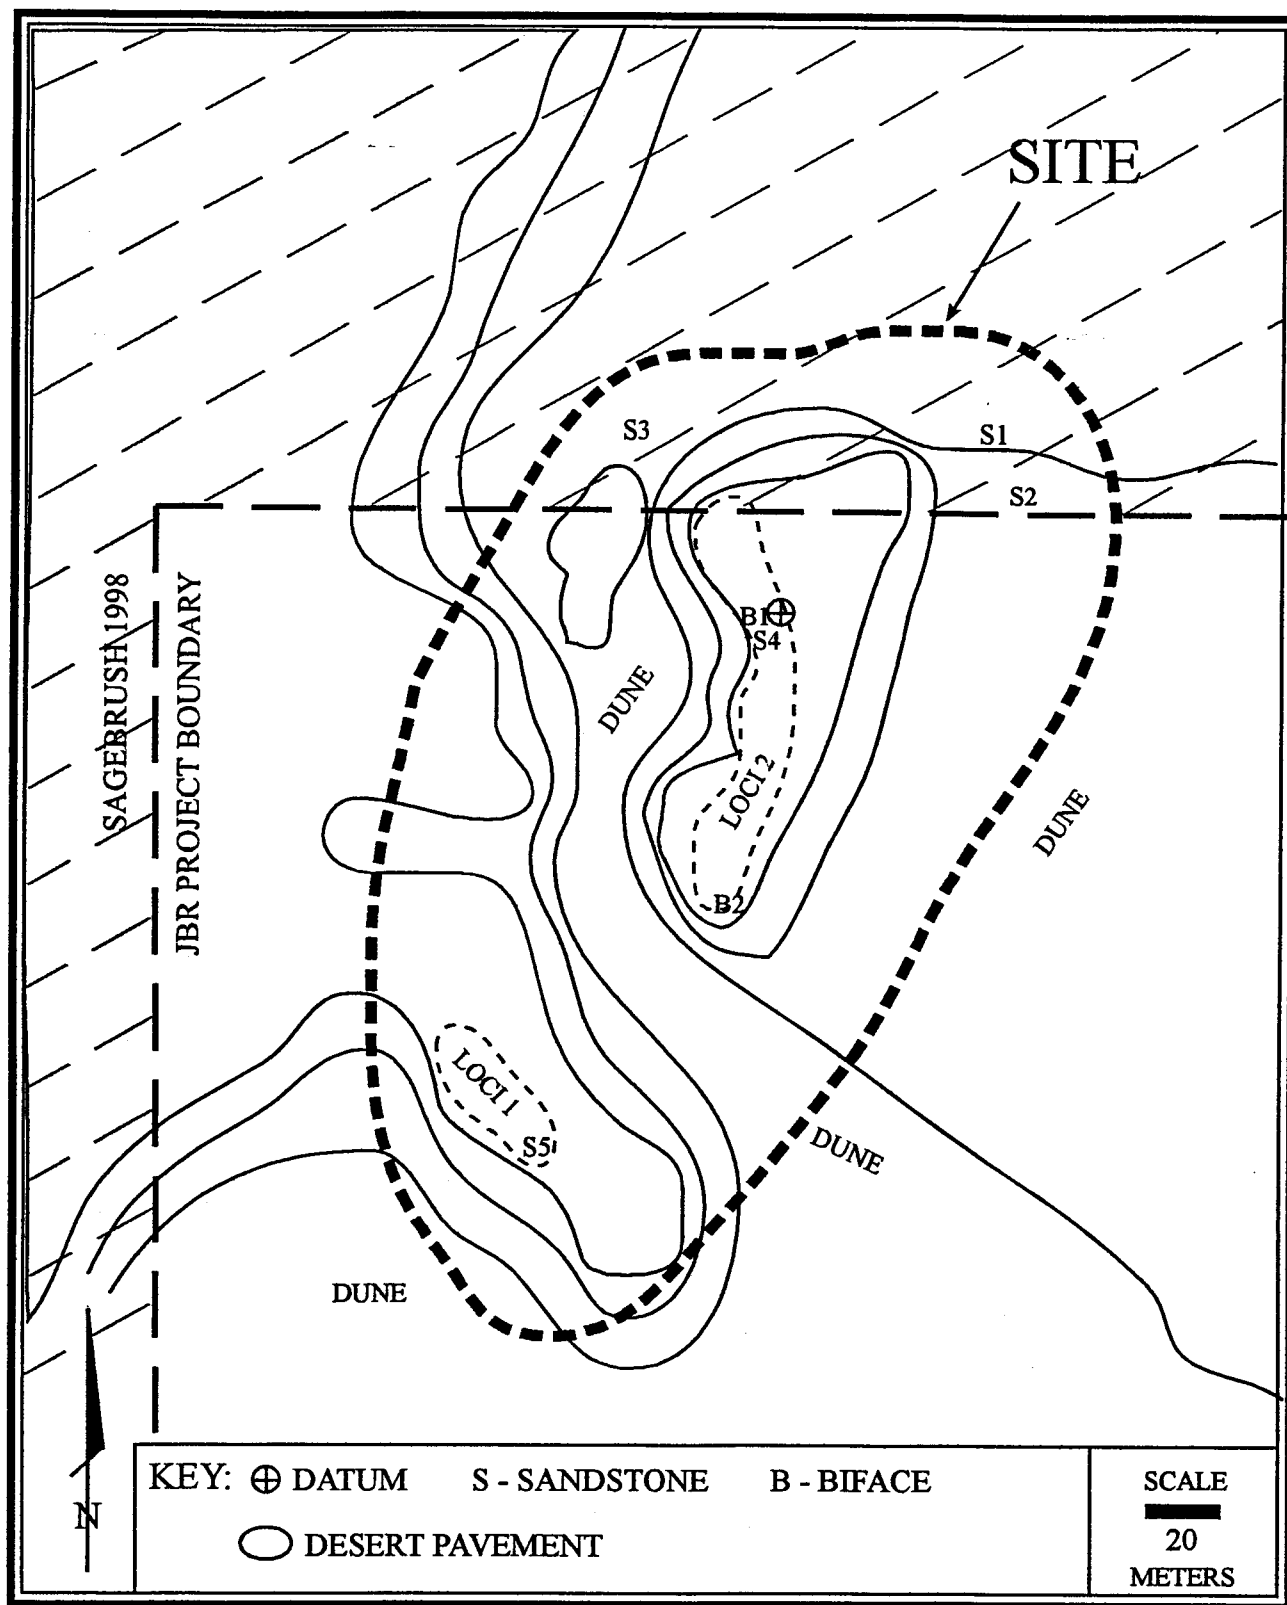 SITE
S3
S1
S2
SAGEBRUSH 1998
JBR PROJECT BOUNDARY
B1
S4
DUNE
LOCI 2
DUNE
B2
LOCI 1
S5
DUNE
DUNE
KEY: DATUM S - SANDSTONE B - BIFACE
DESERT PAVEMENT
SCALE
20
METERS
N